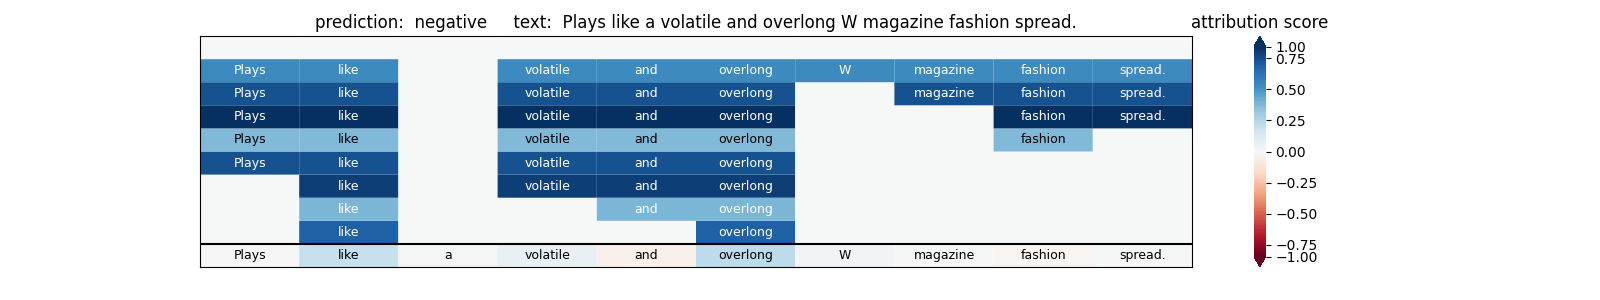 prediction:  negative     text:  Plays like a volatile and overlong W magazine fashion spread.
attribution score
Plays like volatile and overlong W magazine fashion spread.
Plays like volatile and overlong magazine fashion spread.
Plays like volatile and overlong fashion spread.
Plays like volatile and overlong fashion
Plays like volatile and overlong
like volatile and overlong
like and overlong
like overlong
Plays like a volatile and overlong W magazine fashion spread.
1.00
0.75
0.50
0.25
0.00
−0.25
−0.50
−0.75
−1.00